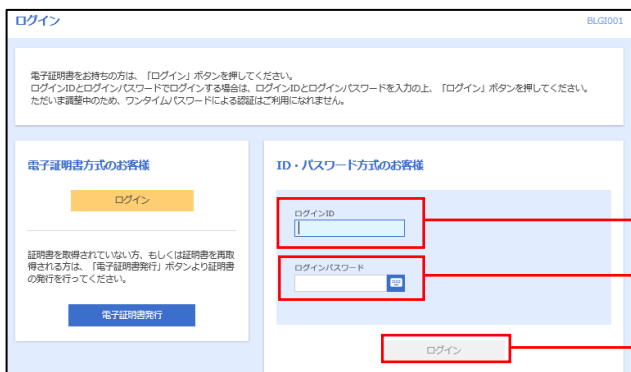 ログイン
BLGI001
電子証明書をお持ちの方は、「ログイン」ボタンを押してください。
ログインIDとログインパスワードでログインする場合は、ログインIDとログインパスワードを入力の上、「ログイン」ボタンを押してください。
ただいま調整中のため、ワンタイムパスワードによる認証はご利用になれません。
電子証明書方式のお客様
ログイン
証明書を取得されていない方、もしくは証明書を再取
得される方は、「電子証明書発行」ボタンより証明書
の発行を行ってください。
電子証明書発行
ID・パスワード方式のお客様
ログインID
ログインパスワード
ログイン